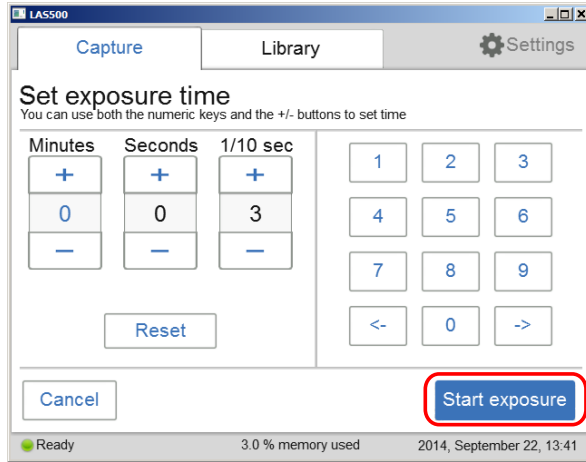 LAS500
Capture Library Settings
Set exposure time
You can use both the numeric keys and the +/- buttons to set time
Minutes Seconds 1/10 sec
+ + +
0 0 3
– – –
Reset
1 2 3
4 5 6
7 8 9
<- 0 ->
Cancel Start exposure
Ready 3.0 % memory used 2014, September 22, 13:41